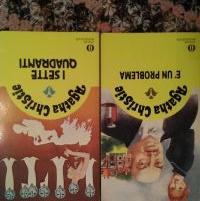 Agatha Christie
I SETTE
QUADRANTI
Agatha Christie
E' UN PROBLEMA